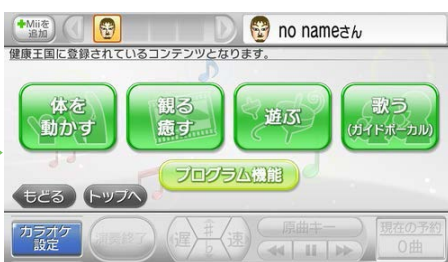 +Miiを
追加
no nameさん
健康王国に登録されているコンテンツとなります。
体を
動かす
観る
癒す
遊ぶ
歌う
(ガイドボーカル)
プログラム機能
もどる
トップへ
カラオケ
設定
演奏終了
遅
#
♭
速
原曲キー
現在の予約
0曲